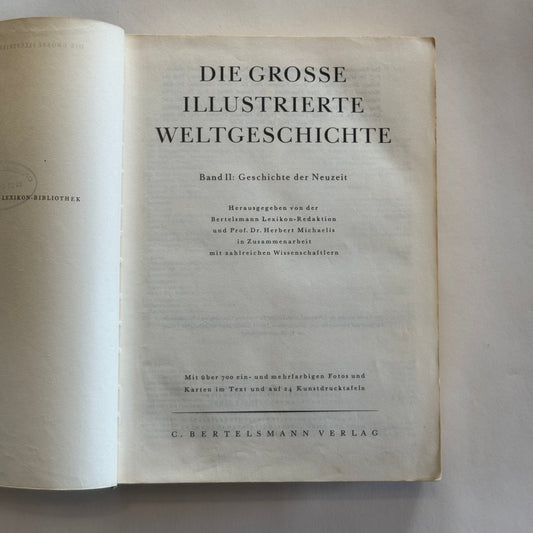 LEXIKON-BIBLIOTHEK
DIE GROSSE
ILLUSTRIERTE
WELTGESCHICHTE
Band II: Geschichte der Neuzeit
Herausgegeben von der
Bertelsmann Lexikon-Redaktion
und Prof. Dr. Herbert Michaelis
in Zusammenarbeit
mit zahlreichen Wissenschaftlern
Mit über 700 ein- und mehrfarbigen Fotos und
Karten im Text und auf 24 Kunstdrucktafeln
C. BERTELSMANN VERLAG